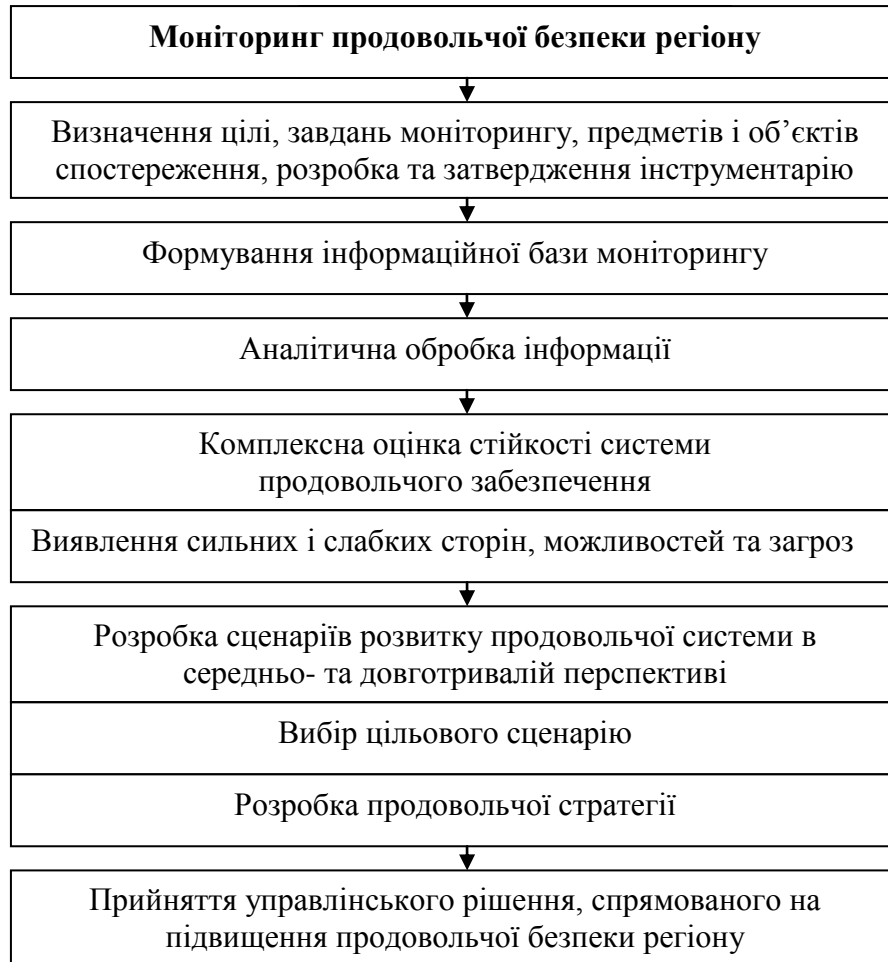 Моніторинг продовольчої безпеки регіону
Визначення цілі, завдань моніторингу, предметів і об’єктів
спостереження, розробка та затвердження інструментарію
Формування інформаційної бази моніторингу
Аналітична обробка інформації
Комплексна оцінка стійкості системи
продовольчого забезпечення
Виявлення сильних і слабких сторін, можливостей та загроз
Розробка сценаріїв розвитку продовольчої системи в
середньо- та довготривалій перспективі
Вибір цільового сценарію
Розробка продовольчої стратегії
Прийняття управлінського рішення, спрямованого на
підвищення продовольчої безпеки регіону